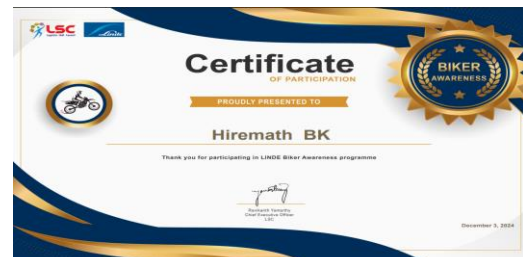 LSC
Linde
Certificate
OF PARTICIPATION
BIKER
AWARENESS
PROUDLY PRESENTED TO
Hiremath BK
Thank you for participating in LINDE Biker Awareness programme
Chief Executive Officer
LSC
December 3, 2024